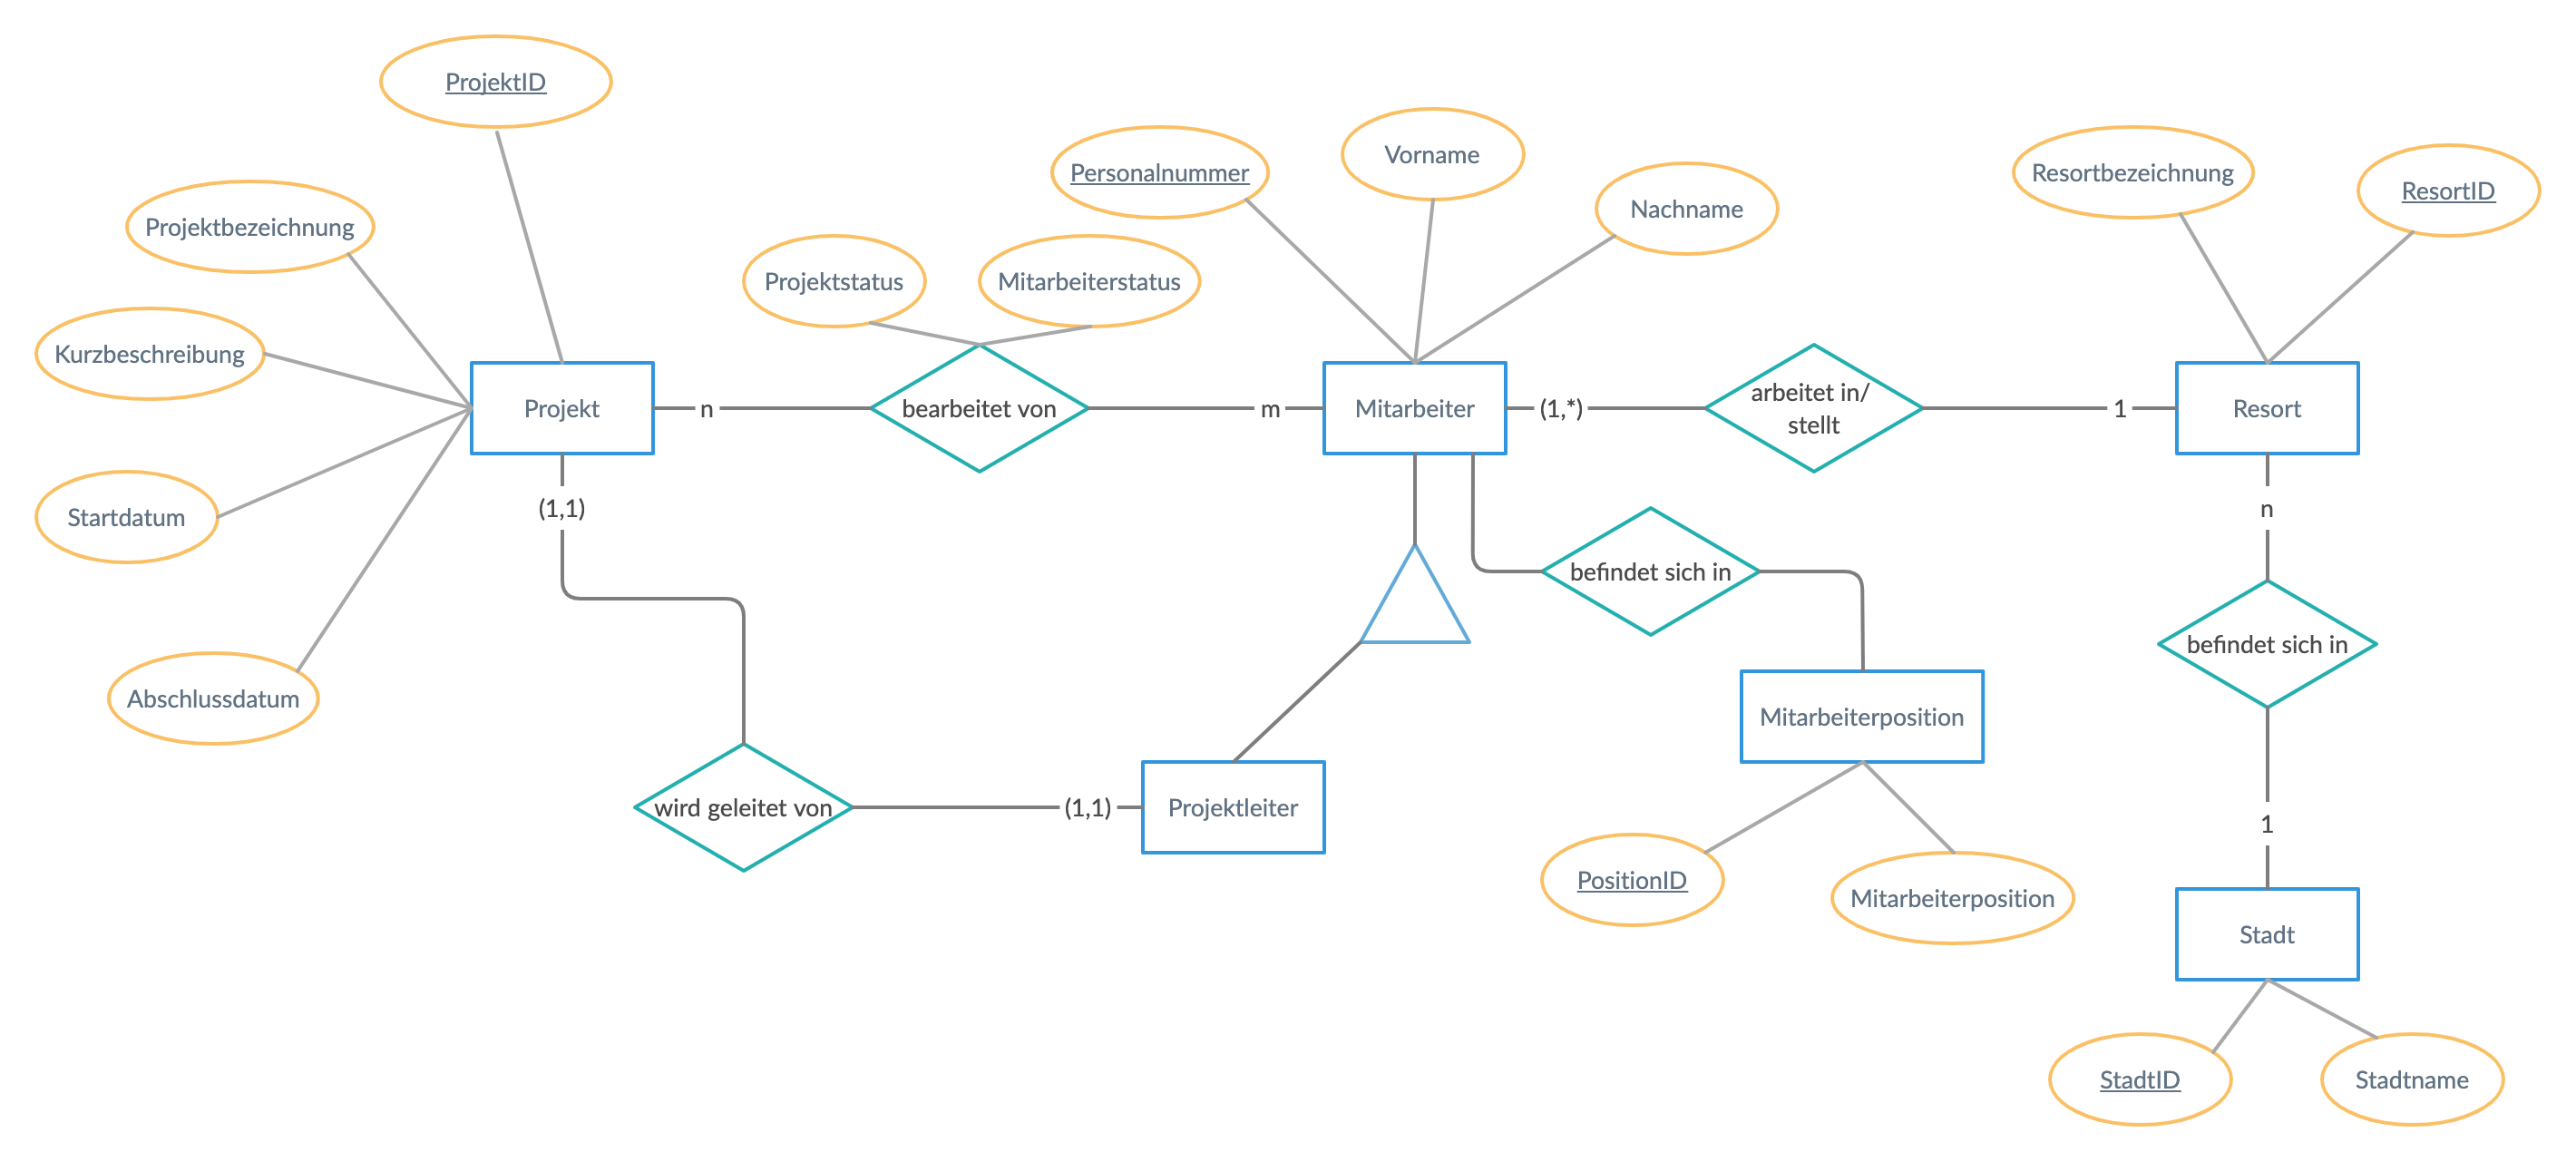 ProjektID
Projektbezeichnung
Kurzbeschreibung
Startdatum
Abschlussdatum
Projekt
n
bearbeitet von
m
Projektstatus
Mitarbeiterstatus
Personalnummer
Vorname
Nachname
Mitarbeiter
(1,*)
arbeitet in/
stellt
1
Resort
Resortbezeichnung
ResortID
(1,1)
wird geleitet von
(1,1)
Projektleiter
befindet sich in
Mitarbeiterposition
PositionID
Mitarbeiterposition
n
befindet sich in
1
Stadt
StadtID
Stadtname